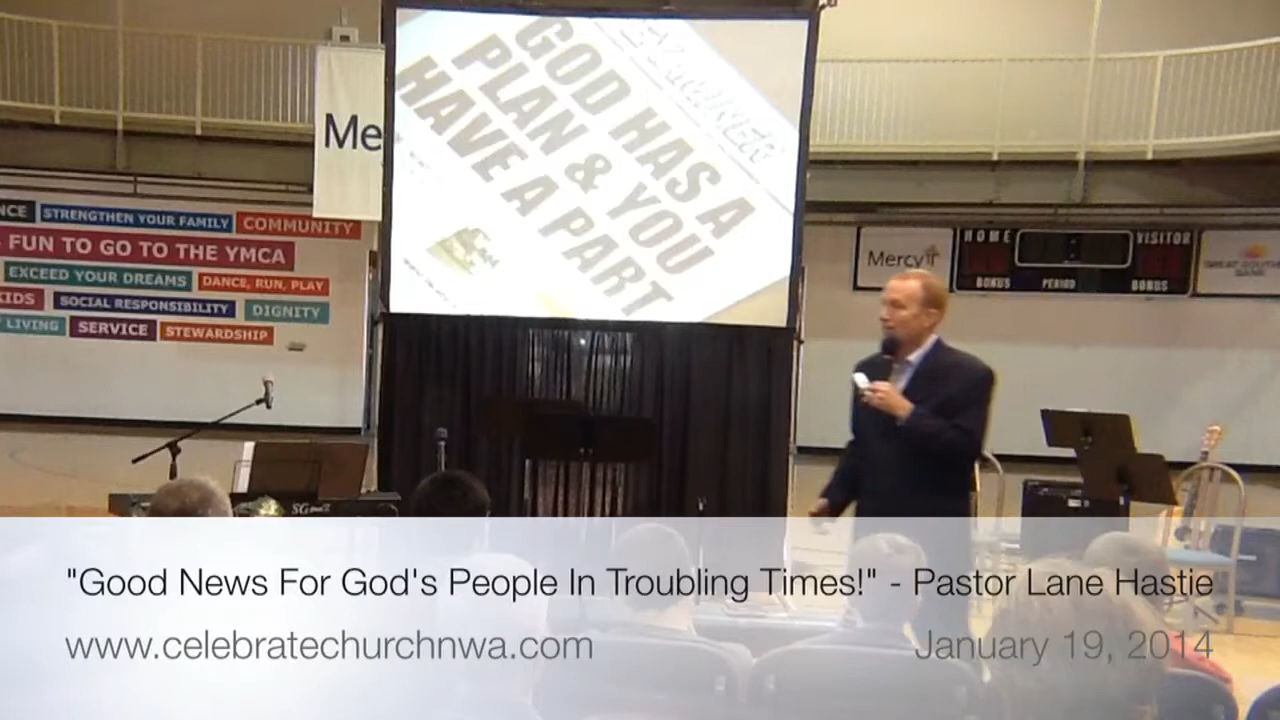 GOD HAS A
PLAN & YOU
HAVE A PART
Me
NCE
STRENGTHEN YOUR FAMILY
COMMUNITY
FUN TO GO TO THE YMCA
EXCEED YOUR DREAMS
DANCE, RUN, PLAY
KIDS
SOCIAL RESPONSIBILITY
DIGNITY
LIVING
SERVICE
STEWARDSHIP
Mercy
HOME
VISITOR
BONUS
PERIOD
BONUS
"Good News For God's People In Troubling Times!" - Pastor Lane Hastie
www.celebratechurchnwa.com
January 19, 2014